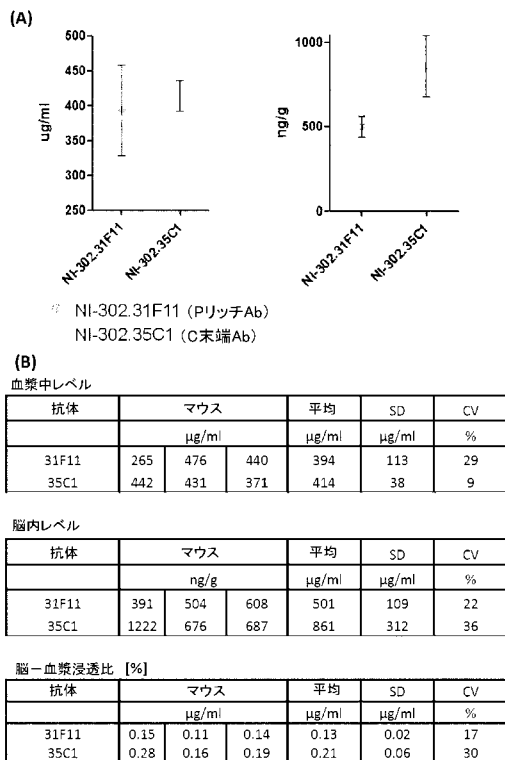 (A)
500
450
400
350
300
250
ug/ml
NI-302.31F11
NI-302.35C1
1000
500
0
ng/g
NI-302.31F11
NI-302.35C1
NI-302.31F11 (PリッチAb)
NI-302.35C1 (C末端Ab)
(B)
血漿中レベル
抗体 マウス 平均 SD CV
µg/ml µg/ml µg/ml %
31F11 265 476 440 394 113 29
35C1 442 431 371 414 38 9
脳内レベル
抗体 マウス 平均 SD CV
ng/g µg/ml µg/ml %
31F11 391 504 608 501 109 22
35C1 1222 676 687 861 312 36
脳ー血漿浸透比 [%]
抗体 マウス 平均 SD CV
µg/ml µg/ml µg/ml %
31F11 0.15 0.11 0.14 0.13 0.02 17
35C1 0.28 0.16 0.19 0.21 0.06 30